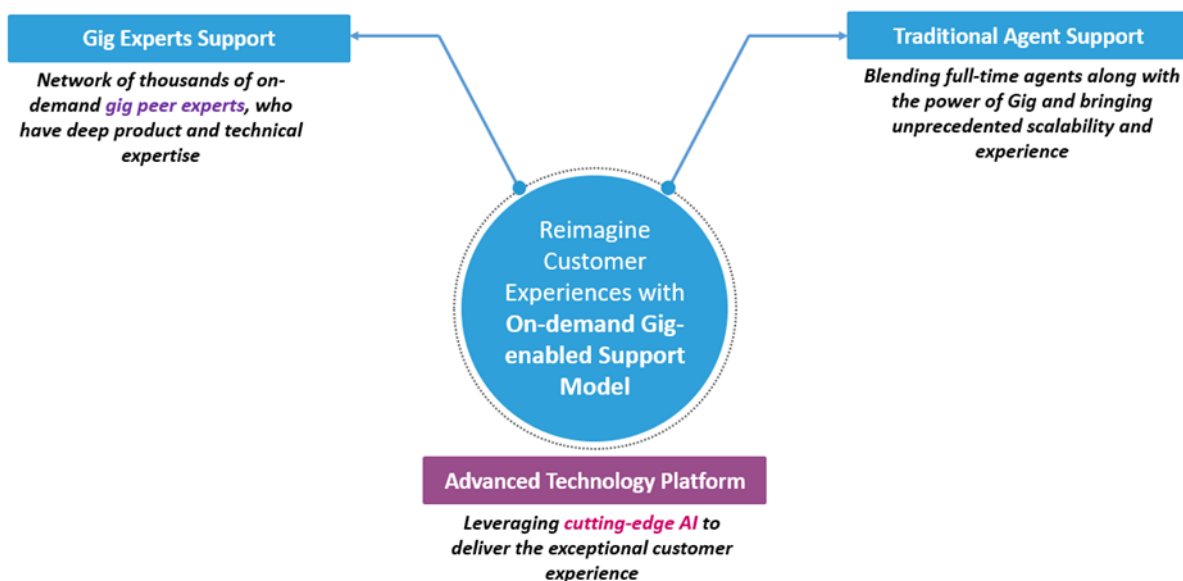 Gig Experts Support
Network of thousands of on-
demand gig peer experts, who
have deep product and technical
expertise
Traditional Agent Support
Blending full-time agents along with
the power of Gig and bringing
unprecedented scalability and
experience
Reimagine
Customer
Experiences with
On-demand Gig-
enabled Support
Model
Advanced Technology Platform
Leveraging cutting-edge AI to
deliver the exceptional customer
experience